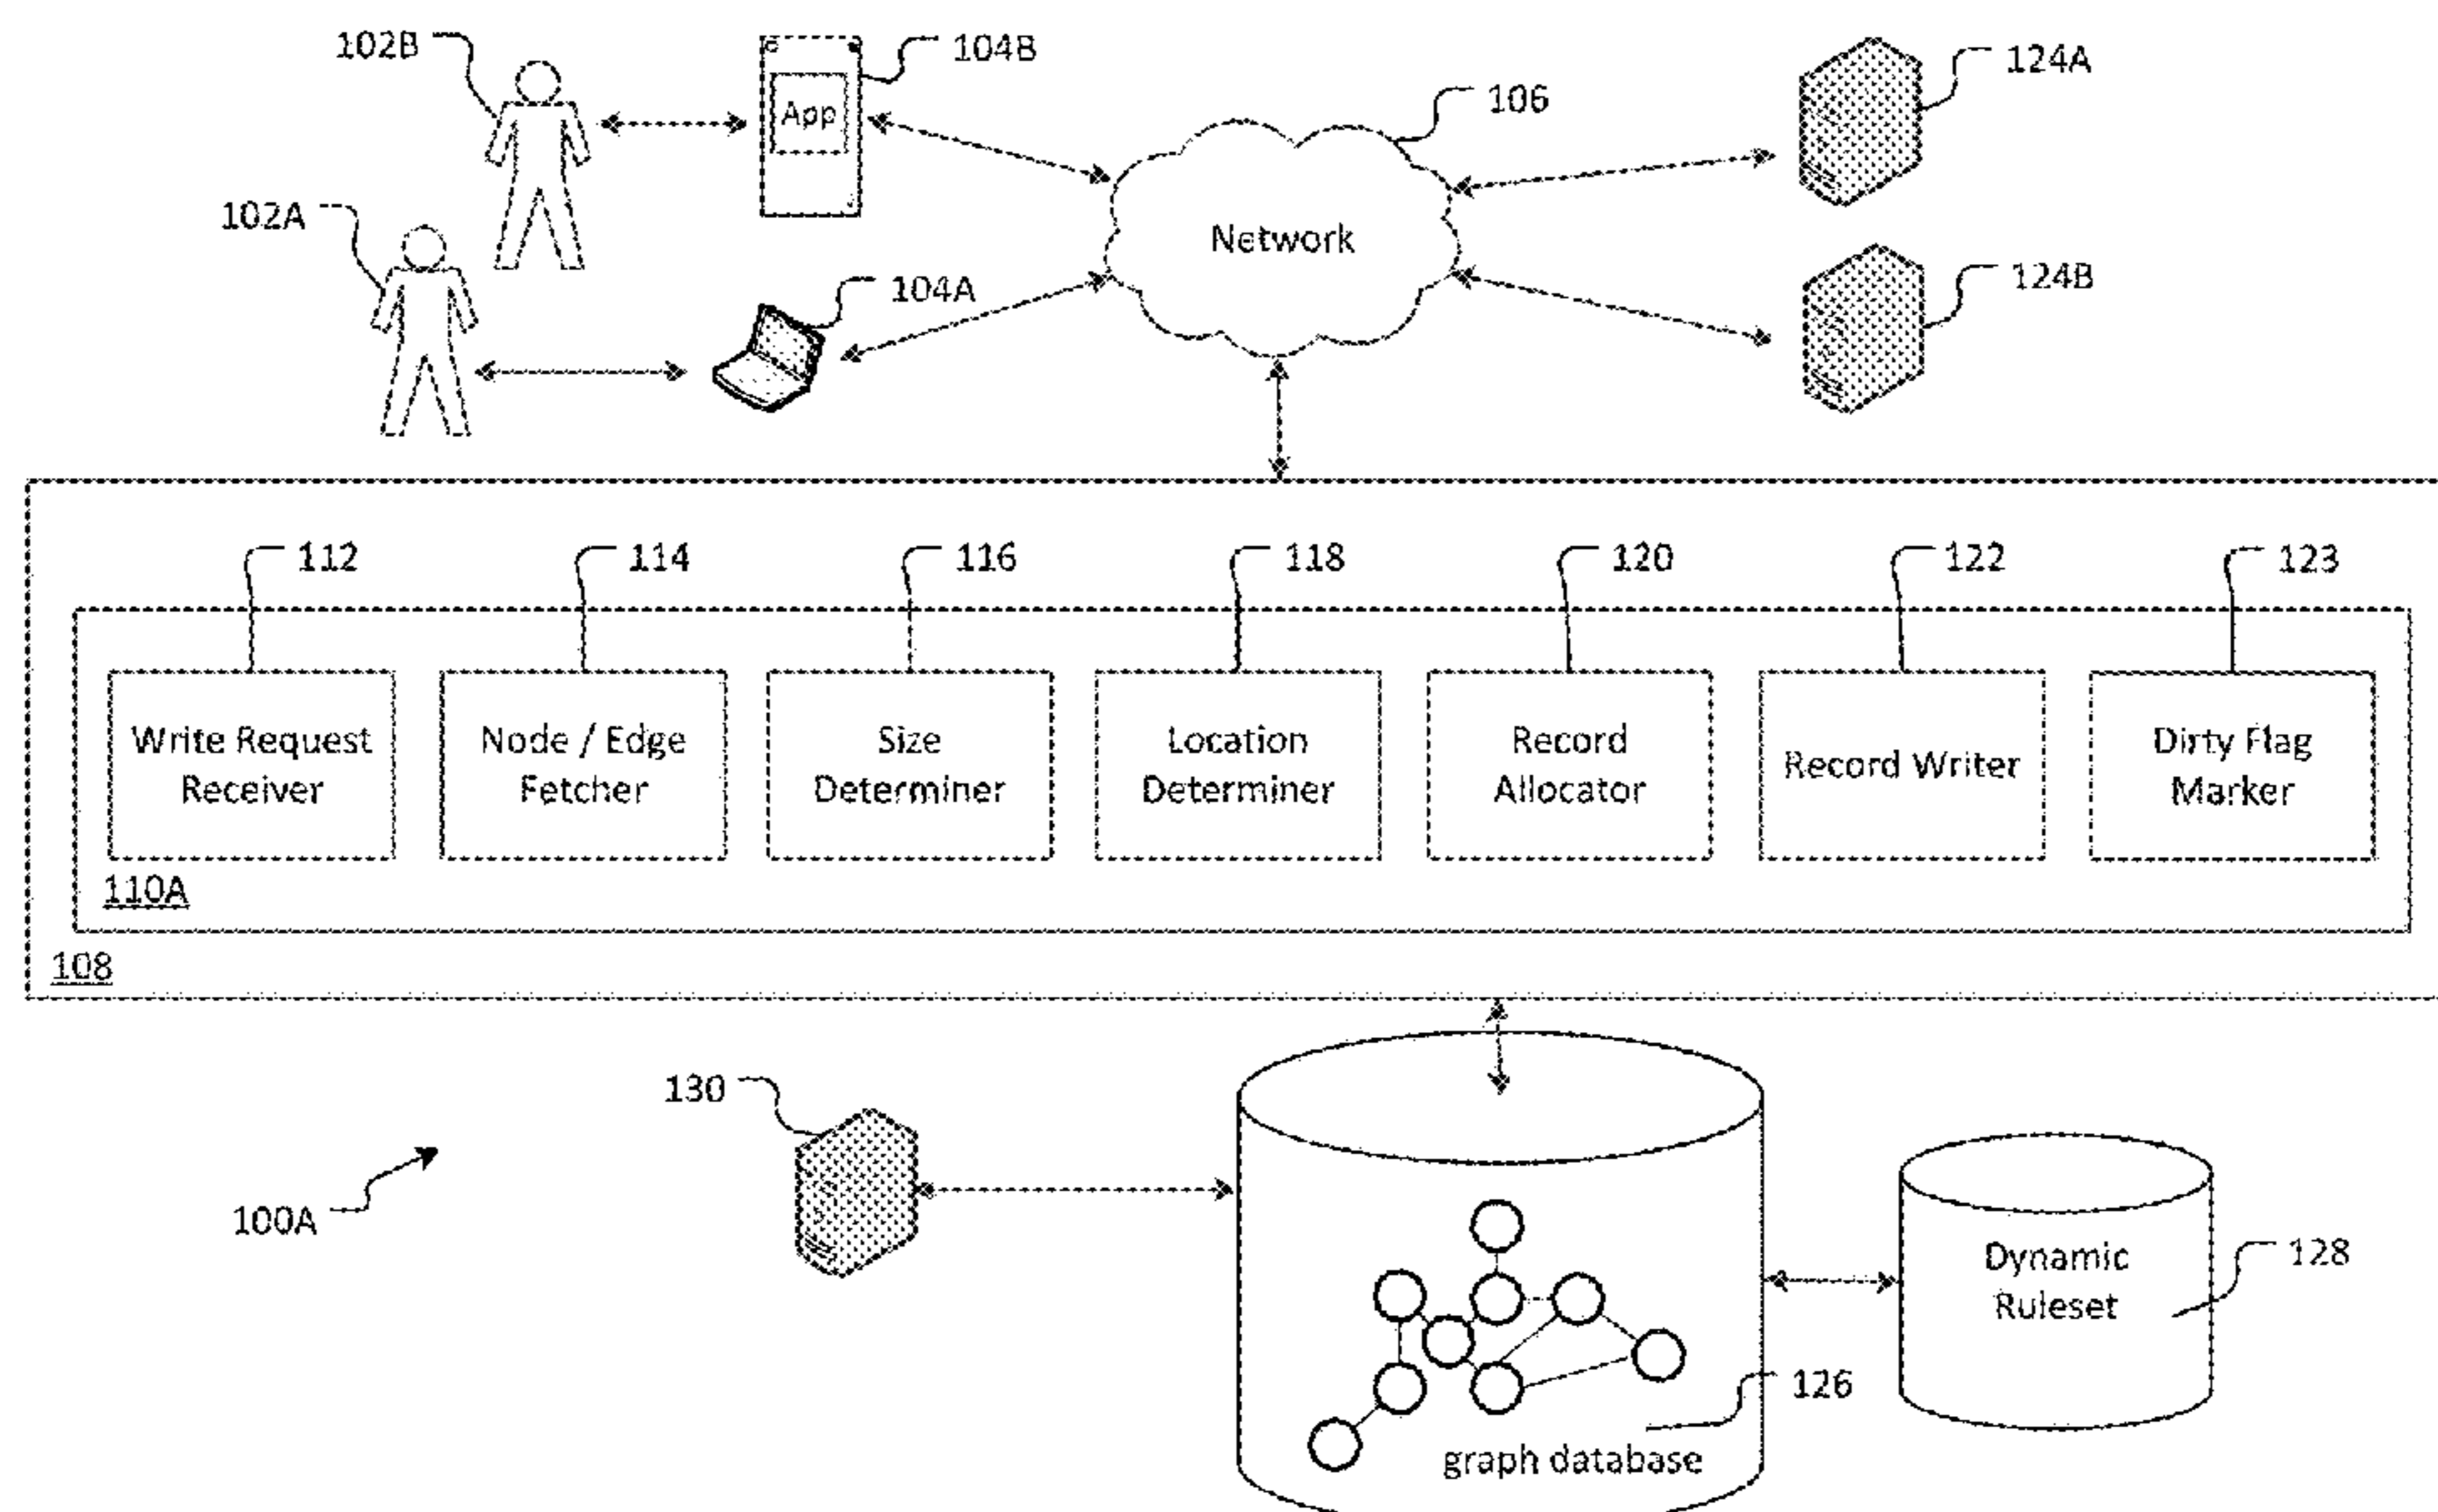 102B
104B
124A
App
106
102A
Network
104A
124B
112
114
116
118
120
122
123
Write Request
Receiver
Node / Edge
Fetcher
Size
Determiner
Location
Determiner
Record
Allocator
Record Writer
Dirty Flag
Marker
110A
108
130
100A
Dynamic
Ruleset
128
126
graph database